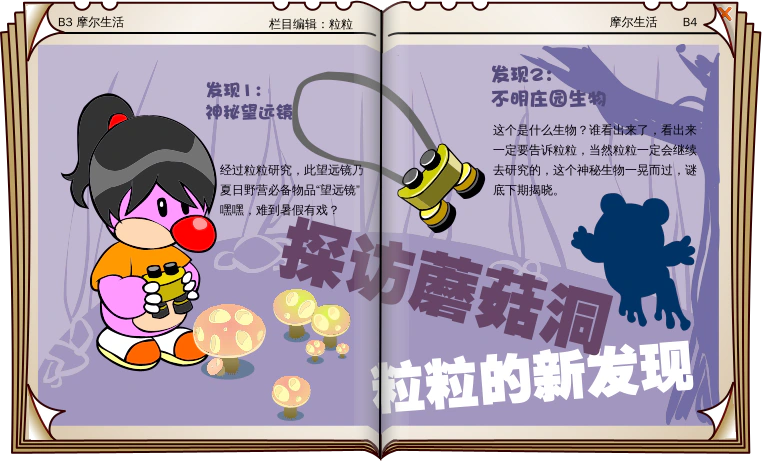 B3 摩尔生活
栏目编辑：粒粒
摩尔生活
B4
发现1：
神秘望远镜
经过粒粒研究，此望远镜乃
夏日野营必备物品“望远镜”
嘿嘿，难到暑假有戏？
发现2：
不明庄园生物
这个是什么生物？谁看出来了，看出来
一定要告诉粒粒，当然粒粒一定会继续
去研究的，这个神秘生物一晃而过，谜
底下期揭晓。
探访蘑菇洞
粒粒的新发现